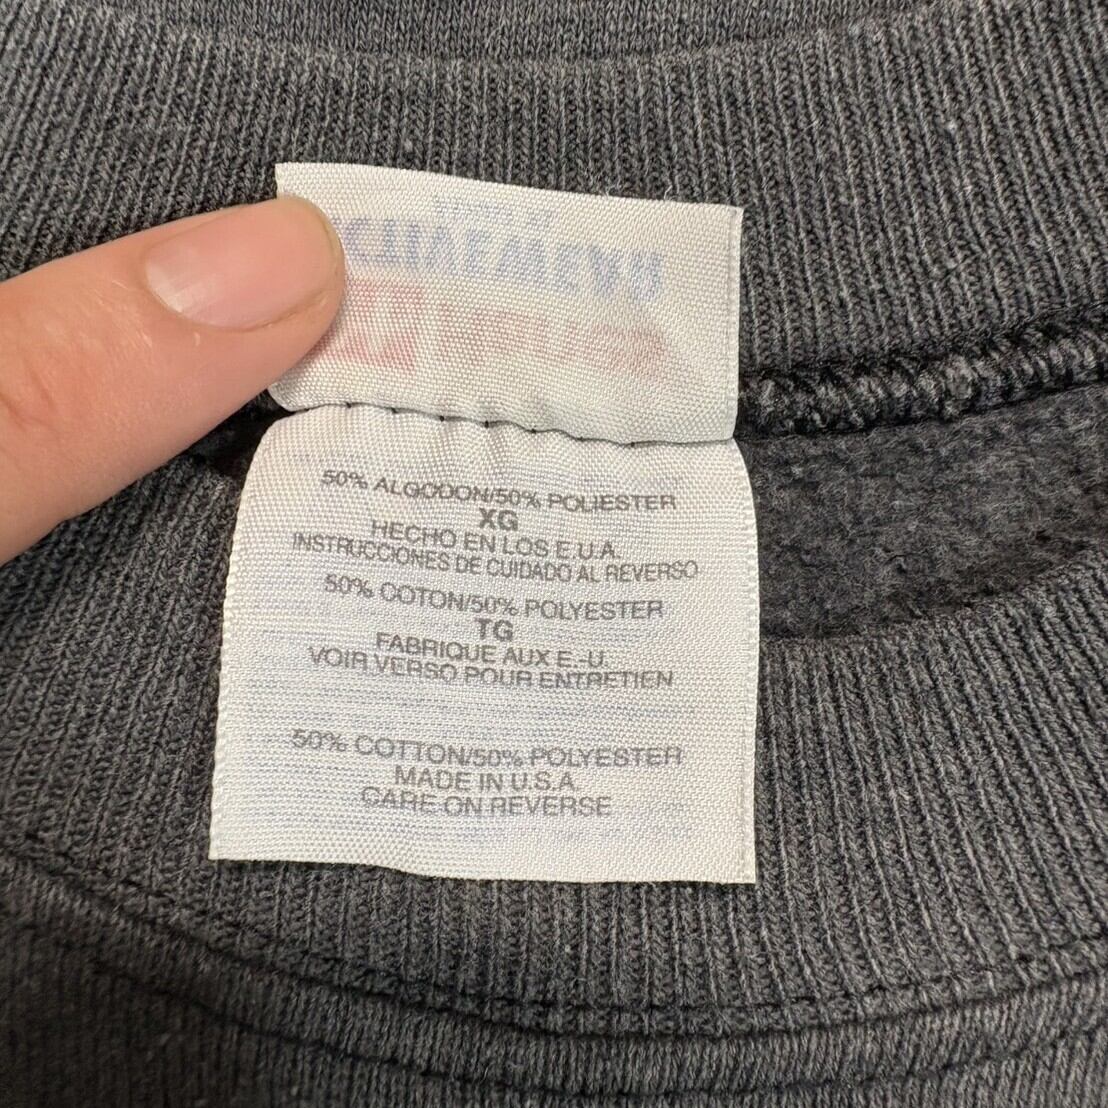 50% ALGODON/50% POLIESTER
XG
HECHO EN LOS E.U.A.
INSTRUCCIONES DE CUIDADO AL REVERSO
50% COTON/50% POLYESTER
TG
FABRIQUE AUX E.-U.
VOIR VERSO POUR ENTRETIEN
50% COTTON/50% POLYESTER
MADE IN U.S.A.
CARE ON REVERSE